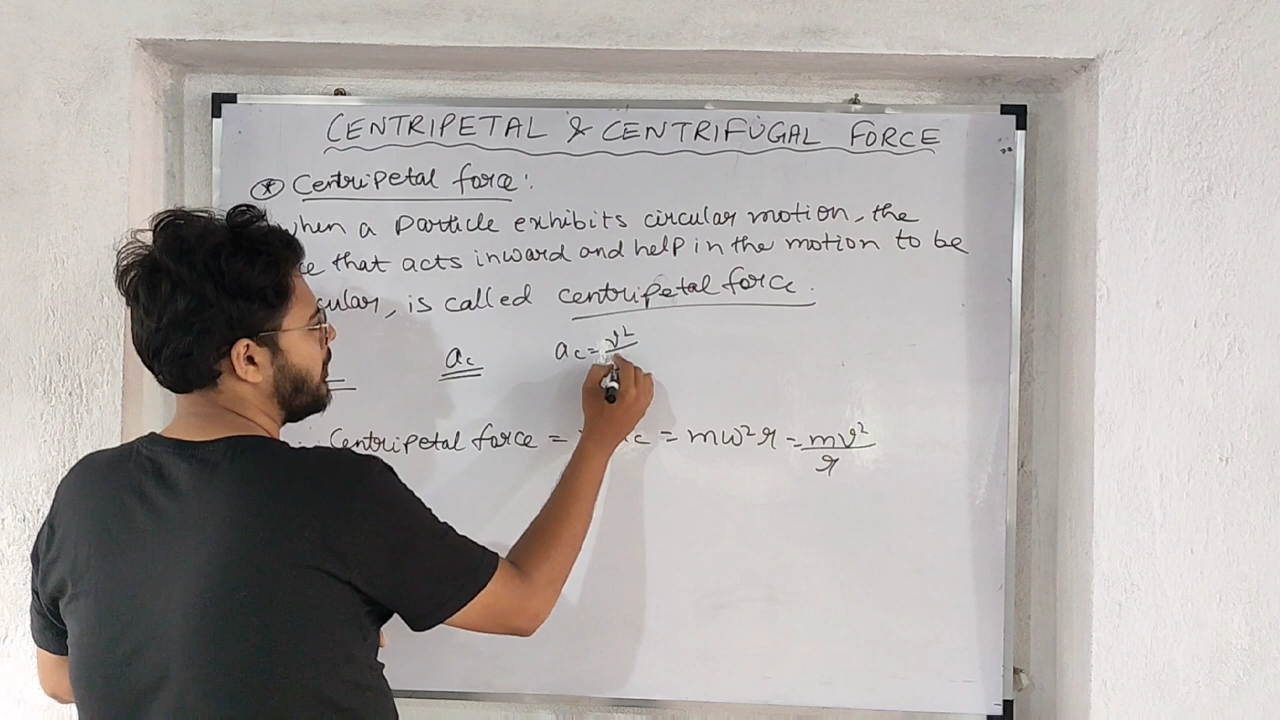 CENTRIPETAL & CENTRIFUGAL FORCE
* Centripetal force:
when a particle exhibits circular motion, the
that acts inward and help in the motion to be
is called centripetal force.
ac ac = v²
Centripetal force = = mω²r = mv²/r